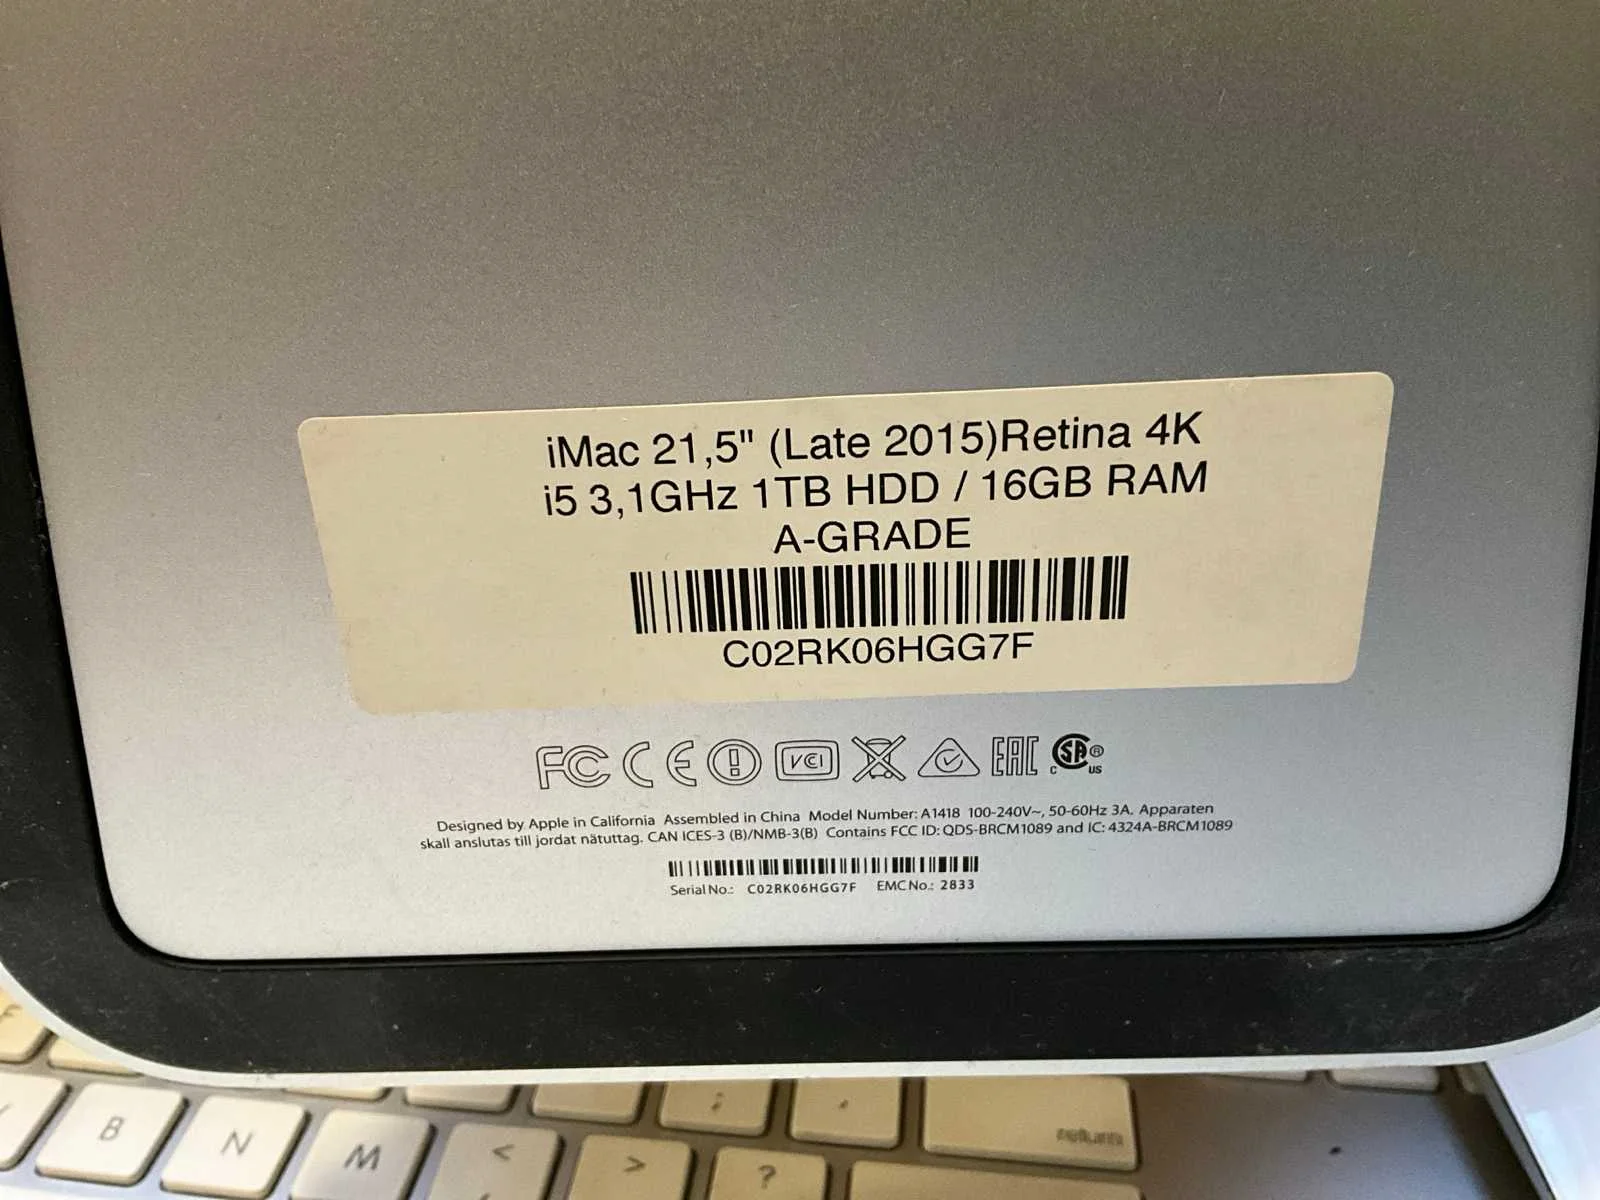 iMac 21,5" (Late 2015)Retina 4K
i5 3,1GHz 1TB HDD / 16GB RAM
A-GRADE
C02RK06HGG7F
FC CE VCI EAC C SA ® US
Designed by Apple in California Assembled in China Model Number: A1418 100-240V~, 50-60Hz 3A. Apparaten
skall anslutas till jordat nätuttag. CAN ICES-3 (B)/NMB-3(B) Contains FCC ID: QDS-BRCM1089 and IC: 4324A-BRCM1089
Serial No.: C02RK06HGG7F EMC No.: 2833
; return
B N M < > ?